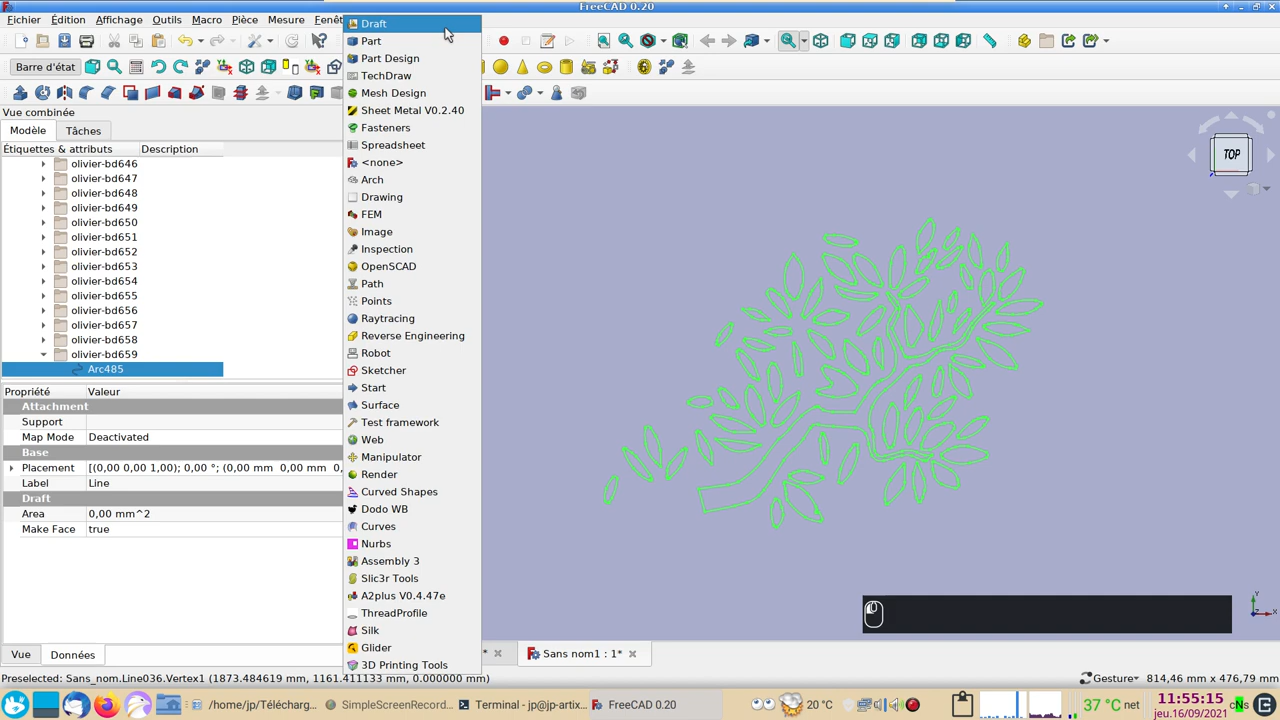 FreeCAD 0.20
Fichier Édition Affichage Outils Macro Pièce Mesure Fenêt
Barre d'état
Vue combinée
Modèle Tâches
Étiquettes & attributs Description
olivier-bd646
olivier-bd647
olivier-bd648
olivier-bd649
olivier-bd650
olivier-bd651
olivier-bd652
olivier-bd653
olivier-bd654
olivier-bd655
olivier-bd656
olivier-bd657
olivier-bd658
olivier-bd659
Arc485
Propriété Valeur
Attachment
Support
Map Mode Deactivated
Base
Placement [(0,00 0,00 1,00); 0,00 °; (0,00 mm 0,00 mm 0,
Label Line
Draft
Area 0,00 mm^2
Make Face true
Vue Données
Draft
Part
Part Design
TechDraw
Mesh Design
Sheet Metal V0.2.40
Fasteners
Spreadsheet
<none>
Arch
Drawing
FEM
Image
Inspection
OpenSCAD
Path
Points
Raytracing
Reverse Engineering
Robot
Sketcher
Start
Surface
Test framework
Web
Manipulator
Render
Curved Shapes
Dodo WB
Curves
Nurbs
Assembly 3
Slic3r Tools
A2plus V0.4.47e
ThreadProfile
Silk
Glider
3D Printing Tools
TOP
Y
X
* Sans nom1 : 1*
Preselected: Sans_nom.Line036.Vertex1 (1873.484619 mm, 1161.411133 mm, 0.000000 mm)
Gesture 814,46 mm x 476,79 mm
/home/jp/Télécharg... SimpleScreenRecord... Terminal - jp@jp-artix... FreeCAD 0.20
20 °C
37 °C net
11:55:15
jeu.16/09/2021
cNs